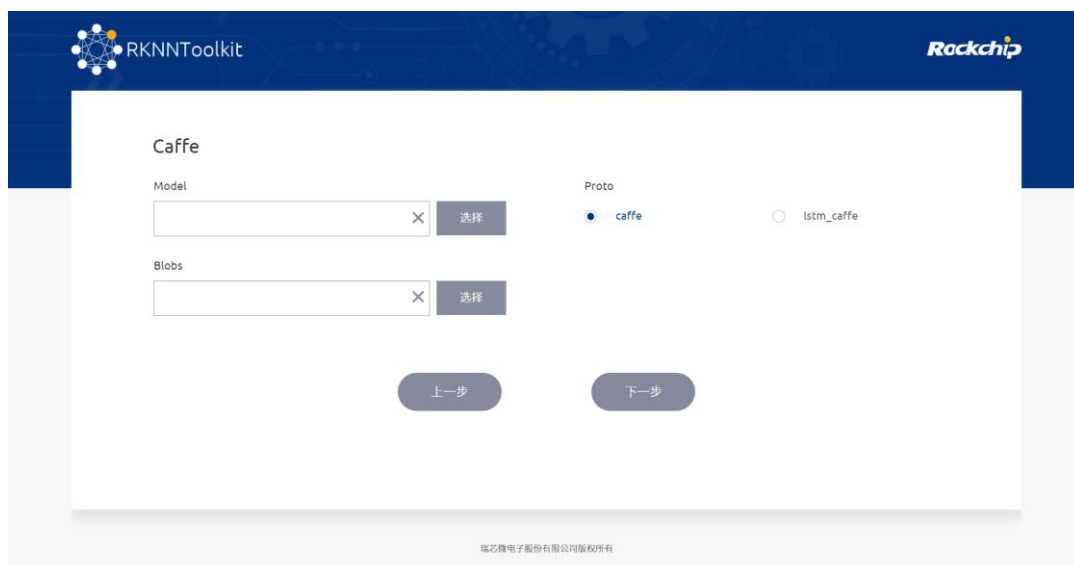 RKNNToolkit
Rockchip
Caffe
Model
选择
Proto
caffe
lstm_caffe
Blobs
选择
上一步
下一步
瑞芯微电子股份有限公司版权所有